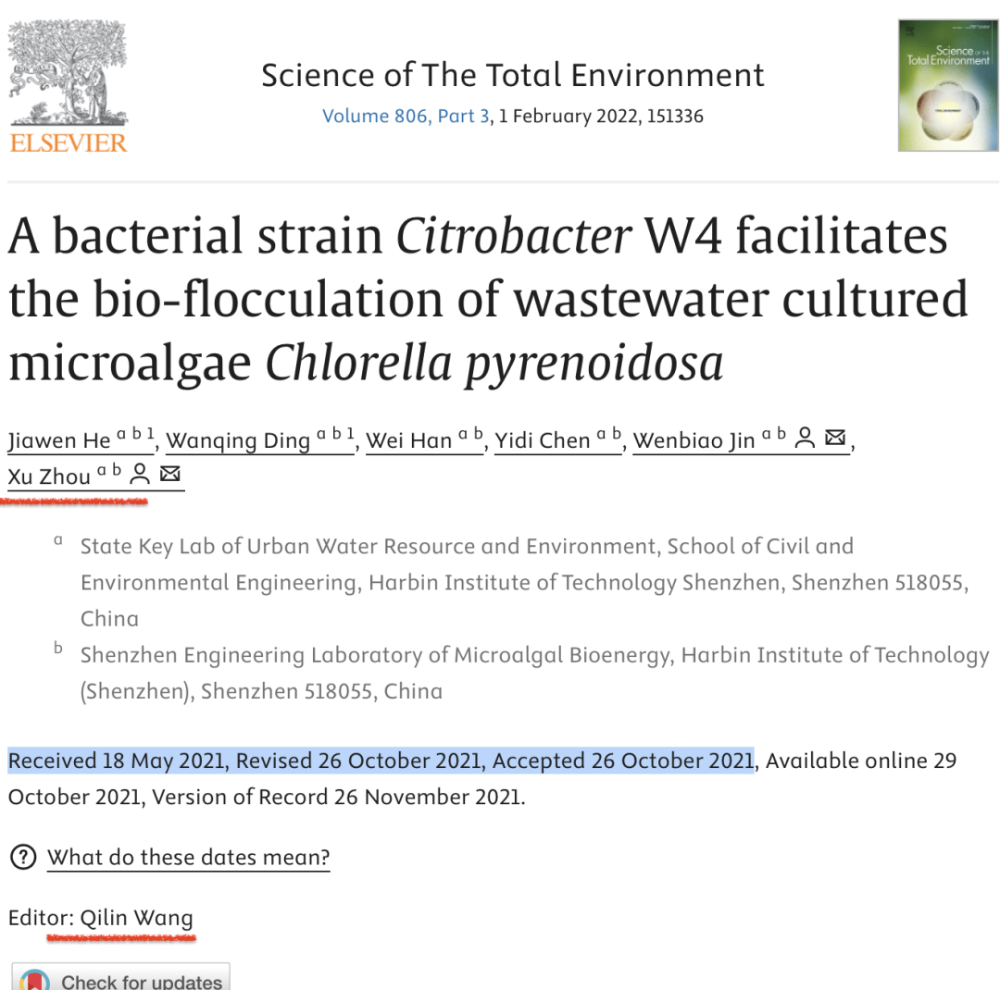 Science of The Total Environment
Volume 806, Part 3, 1 February 2022, 151336
ELSEVIER
Science OF THE
Total Environment
A bacterial strain Citrobacter W4 facilitates
the bio-flocculation of wastewater cultured
microalgae Chlorella pyrenoidosa
Jiawen He a b 1, Wanqing Ding a b 1, Wei Han a b, Yidi Chen a b, Wenbiao Jin a b ,
Xu Zhou a b
a State Key Lab of Urban Water Resource and Environment, School of Civil and
Environmental Engineering, Harbin Institute of Technology Shenzhen, Shenzhen 518055,
China
b Shenzhen Engineering Laboratory of Microalgal Bioenergy, Harbin Institute of Technology
(Shenzhen), Shenzhen 518055, China
Received 18 May 2021, Revised 26 October 2021, Accepted 26 October 2021, Available online 29
October 2021, Version of Record 26 November 2021.
? What do these dates mean?
Editor: Qilin Wang
Check for updates